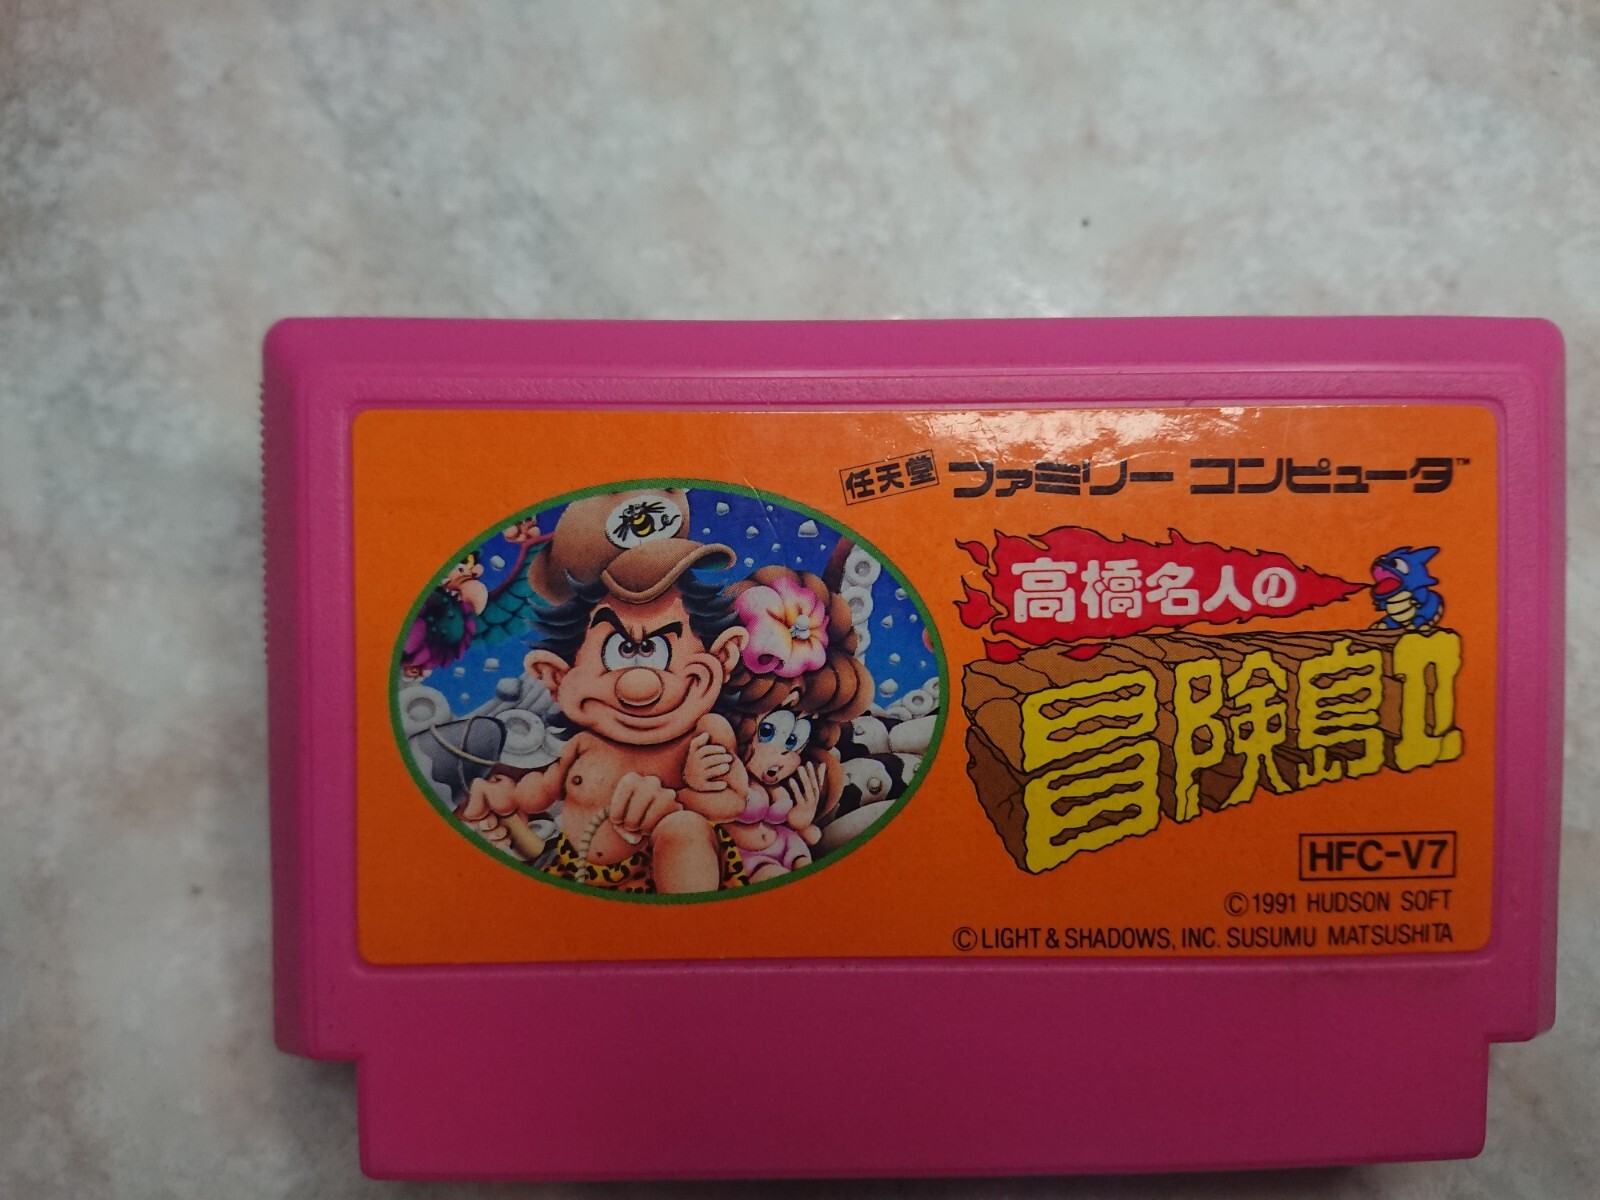 任天堂 ファミリー コンピュータ™
高橋名人の
冒険島II
HFC-V7
©1991 HUDSON SOFT
©LIGHT & SHADOWS, INC. SUSUMU MATSUSHITA